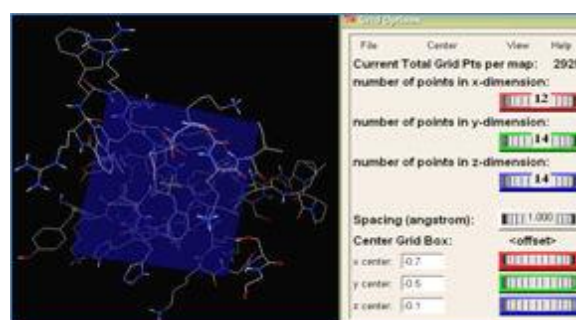 Grid Options
File Center View Help
Current Total Grid Pts per map: 2925
number of points in x-dimension:
12
number of points in y-dimension:
14
number of points in z-dimension:
14
Spacing (angstrom): 1.000
Center Grid Box: <offset>
x center: -0.7
y center: -0.5
z center: -0.1